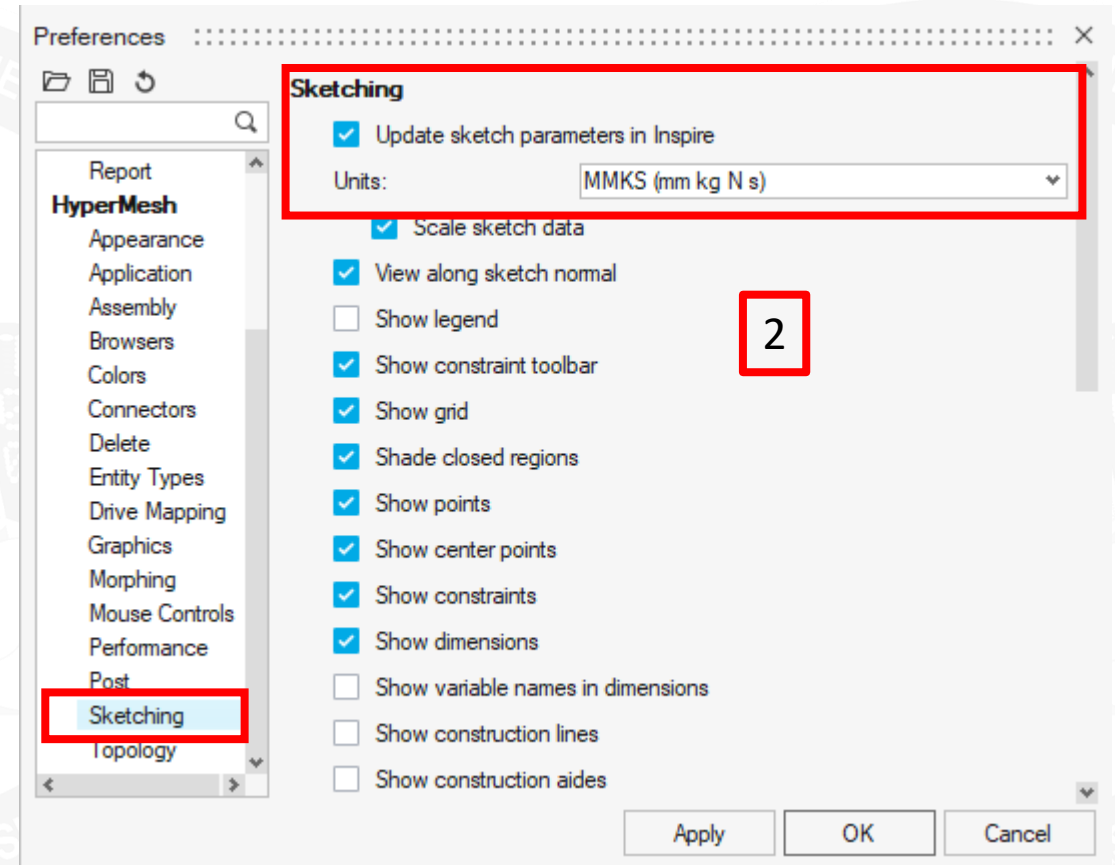 Preferences
Report
HyperMesh
Appearance
Application
Assembly
Browsers
Colors
Connectors
Delete
Entity Types
Drive Mapping
Graphics
Morphing
Mouse Controls
Performance
Post
Sketching
Topology
Sketching
Update sketch parameters in Inspire
Units: MMKS (mm kg N s)
Scale sketch data
View along sketch normal
Show legend
2
Show constraint toolbar
Show grid
Shade closed regions
Show points
Show center points
Show constraints
Show dimensions
Show variable names in dimensions
Show construction lines
Show construction aides
Apply OK Cancel